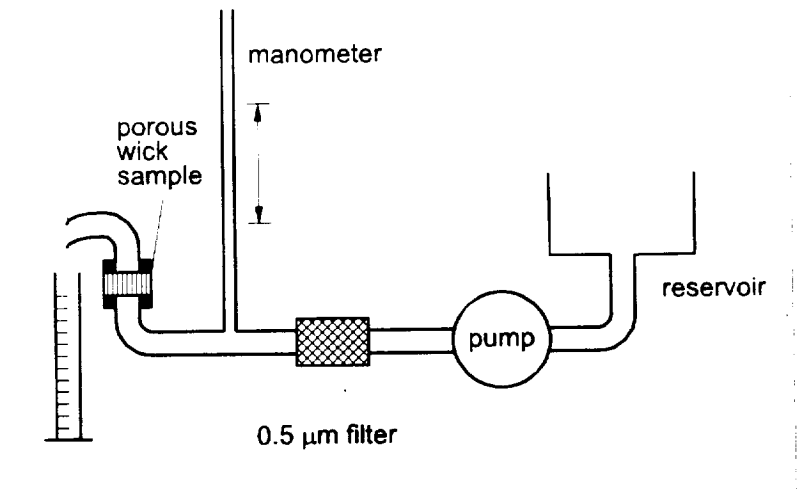 manometer
porous
wick
sample
reservoir
pump
0.5 μm filter